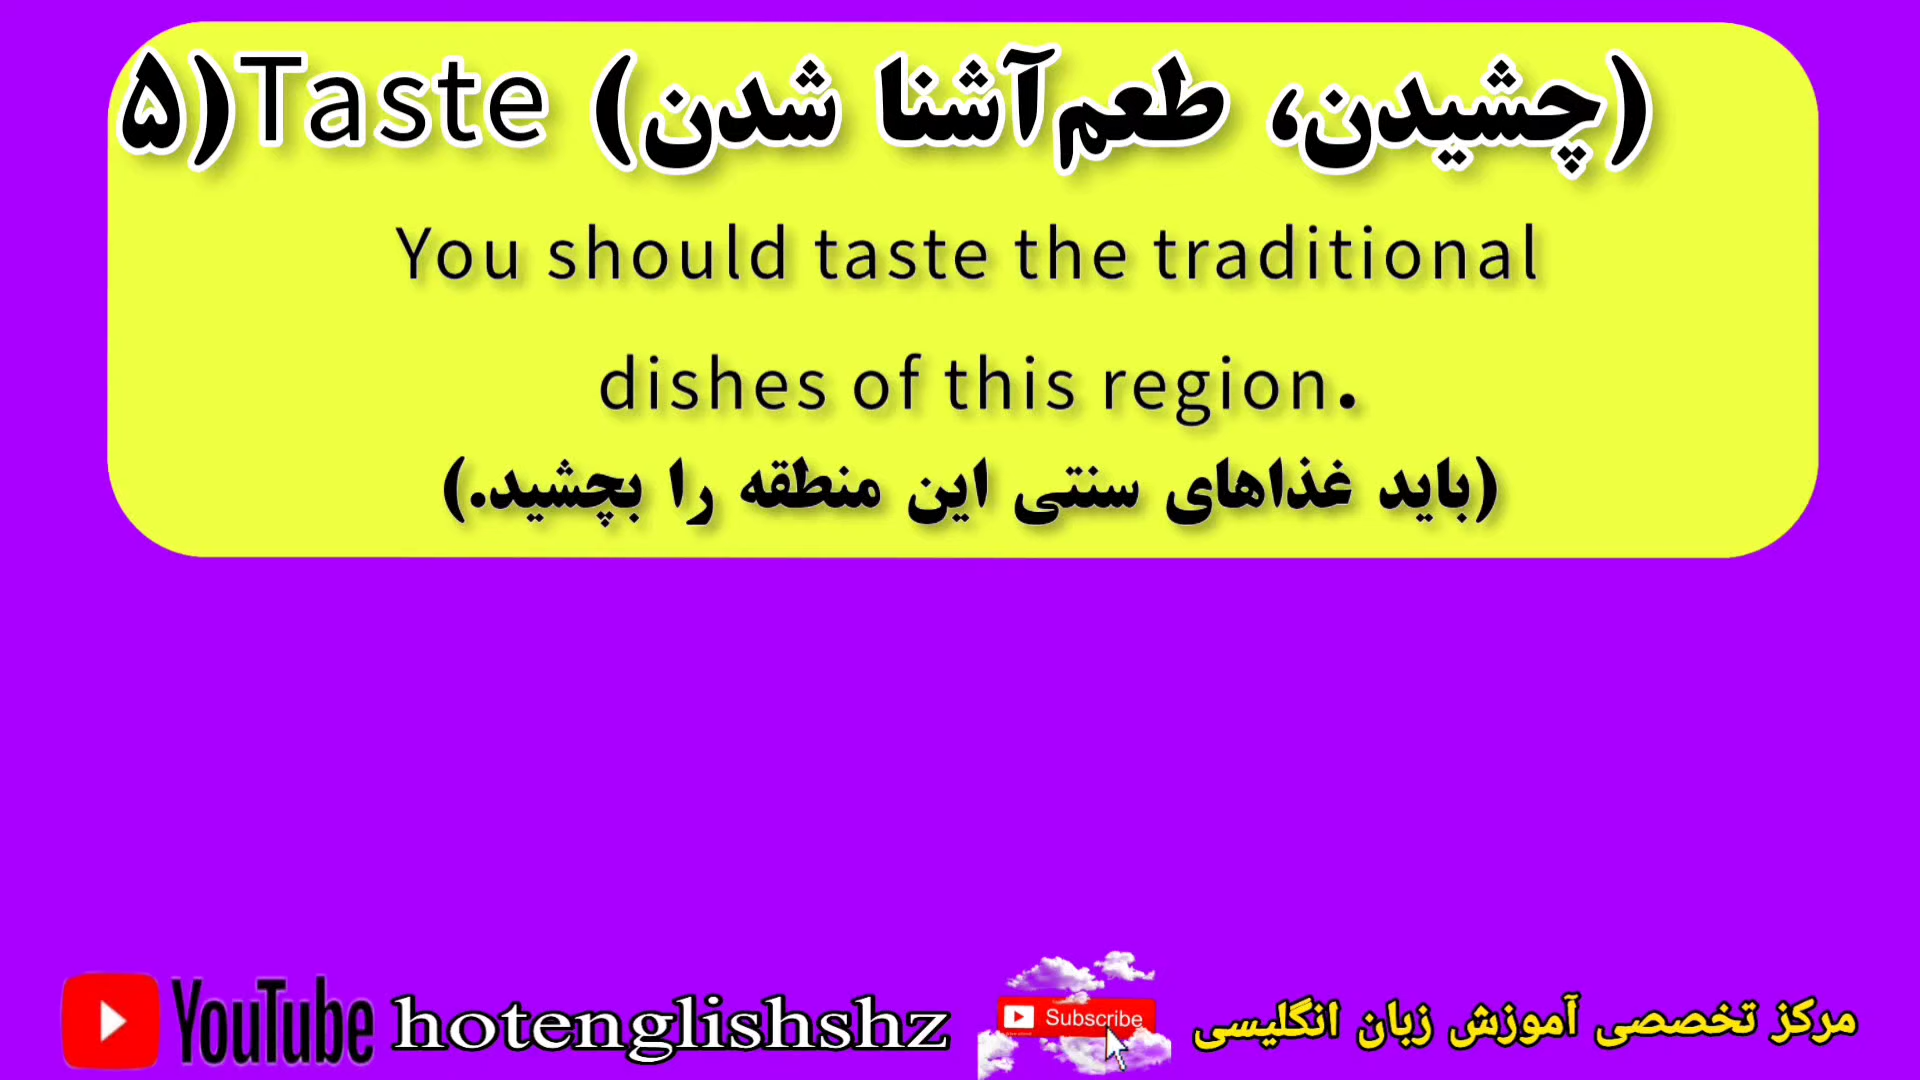 ۵)Taste (چشیدن، طعم‌آشنا شدن)
You should taste the traditional
dishes of this region.
(باید غذاهای سنتی این منطقه را بچشید.)
YouTube hotenglishshz Subscribe مرکز تخصصی آموزش زبان انگلیسی